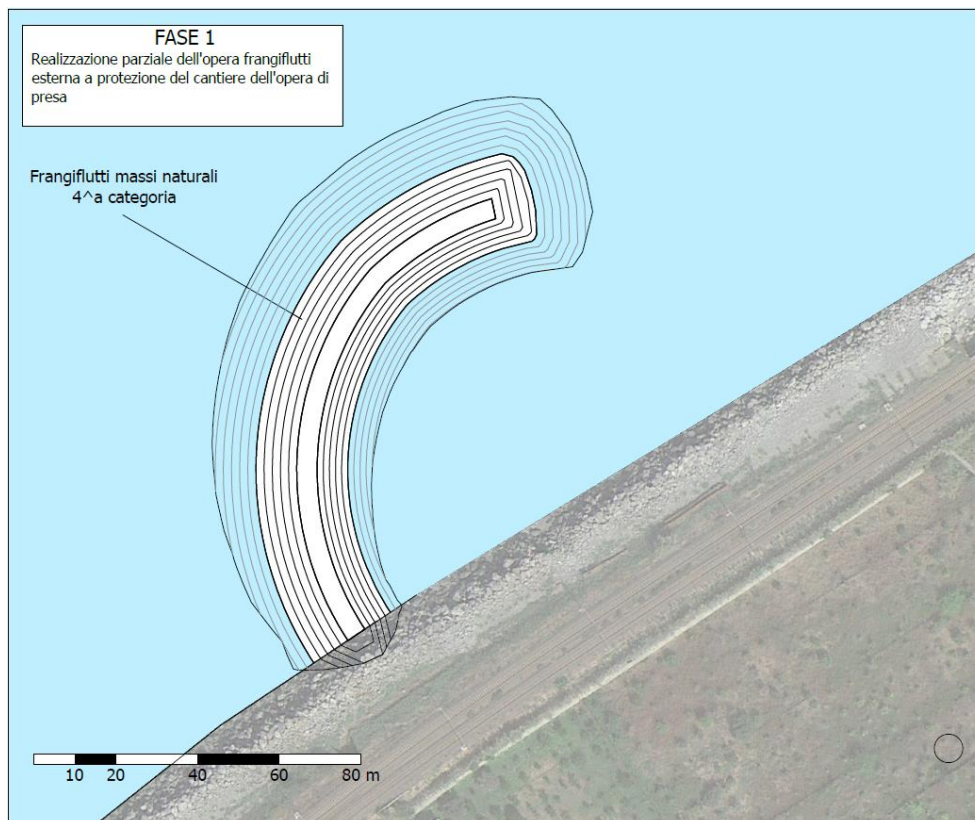 FASE 1
Realizzazione parziale dell'opera frangiflutti
esterna a protezione del cantiere dell'opera di
presa
Frangiflutti massi naturali
4^a categoria
10 20 40 60 80 m